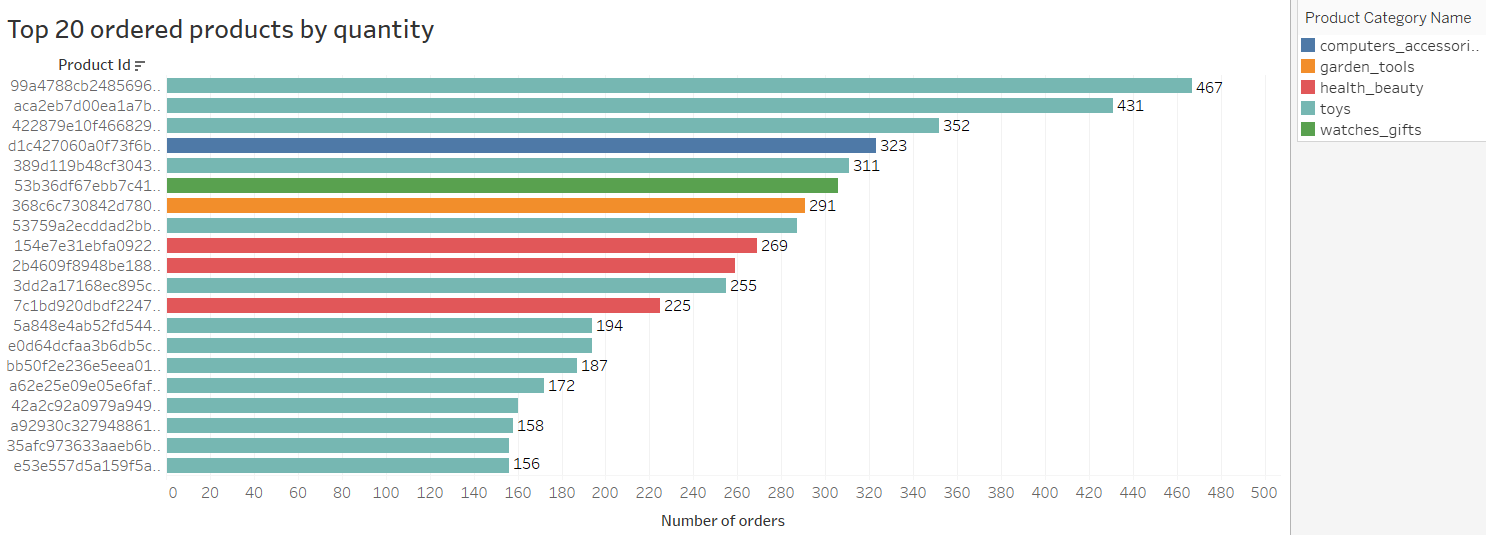 Top 20 ordered products by quantity
Product Id
99a4788cb2485696.. 467
aca2eb7d00ea1a7b.. 431
422879e10f466829.. 352
d1c427060a0f73f6b.. 323
389d119b48cf3043.. 311
53b36df67ebb7c41..
368c6c730842d780.. 291
53759a2ecddad2bb..
154e7e31ebfa0922.. 269
2b4609f8948be188..
3dd2a17168ec895c.. 255
7c1bd920dbdf2247.. 225
5a848e4ab52fd544.. 194
e0d64dcfaa3b6db5c..
bb50f2e236e5eea01.. 187
a62e25e09e05e6faf.. 172
42a2c92a0979a949..
a92930c327948861.. 158
35afc973633aaeb6b..
e53e557d5a159f5a.. 156
0 20 40 60 80 100 120 140 160 180 200 220 240 260 280 300 320 340 360 380 400 420 440 460 480 500
Number of orders
Product Category Name
computers_accessori..
garden_tools
health_beauty
toys
watches_gifts